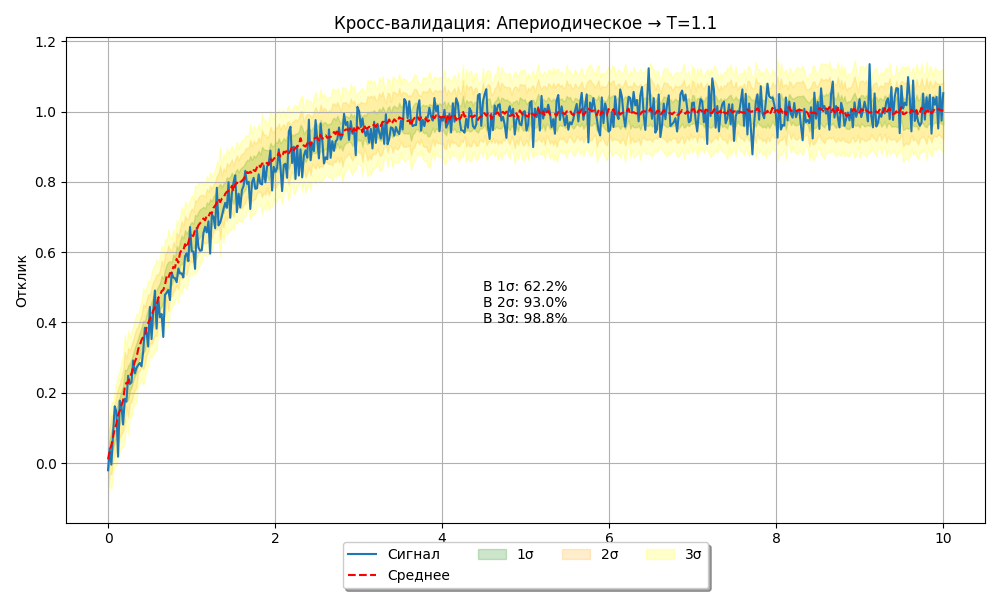 Кросс-валидация: Апериодическое → T=1.1
Отклик
1.2
1.0
0.8
0.6
0.4
0.2
0.0
В 1σ: 62.2%
В 2σ: 93.0%
В 3σ: 98.8%
0 2 4 6 8 10
Сигнал 1σ 2σ 3σ
Среднее